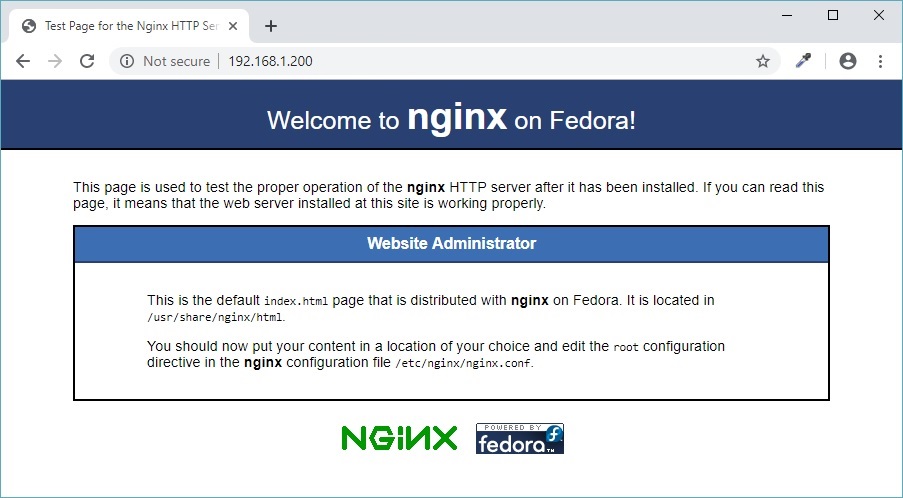 Test Page for the Nginx HTTP Ser
Not secure | 192.168.1.200
Welcome to nginx on Fedora!
This page is used to test the proper operation of the nginx HTTP server after it has been installed. If you can read this
page, it means that the web server installed at this site is working properly.
Website Administrator
This is the default index.html page that is distributed with nginx on Fedora. It is located in
/usr/share/nginx/html.
You should now put your content in a location of your choice and edit the root configuration
directive in the nginx configuration file /etc/nginx/nginx.conf.
NGINX
POWERED BY
fedora™